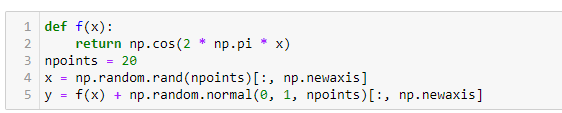 1 def f(x):
2     return np.cos(2 * np.pi * x)
3 npoints = 20
4 x = np.random.rand(npoints)[:, np.newaxis]
5 y = f(x) + np.random.normal(0, 1, npoints)[:, np.newaxis]